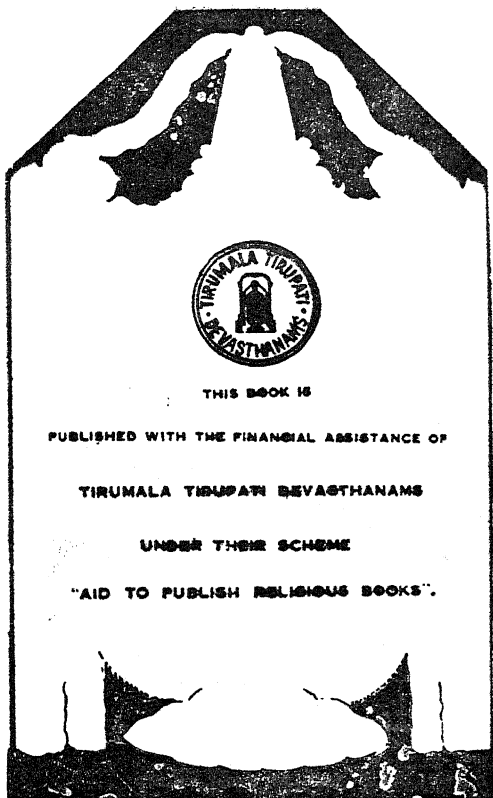 TIRUMALA TIRUPATI
DEVASTHANAMS
THIS BOOK IS
PUBLISHED WITH THE FINANCIAL ASSISTANCE OF
TIRUMALA TIRUPATI DEVASTHANAMS
UNDER THEIR SCHEME
"AID TO PUBLISH RELIGIOUS BOOKS".